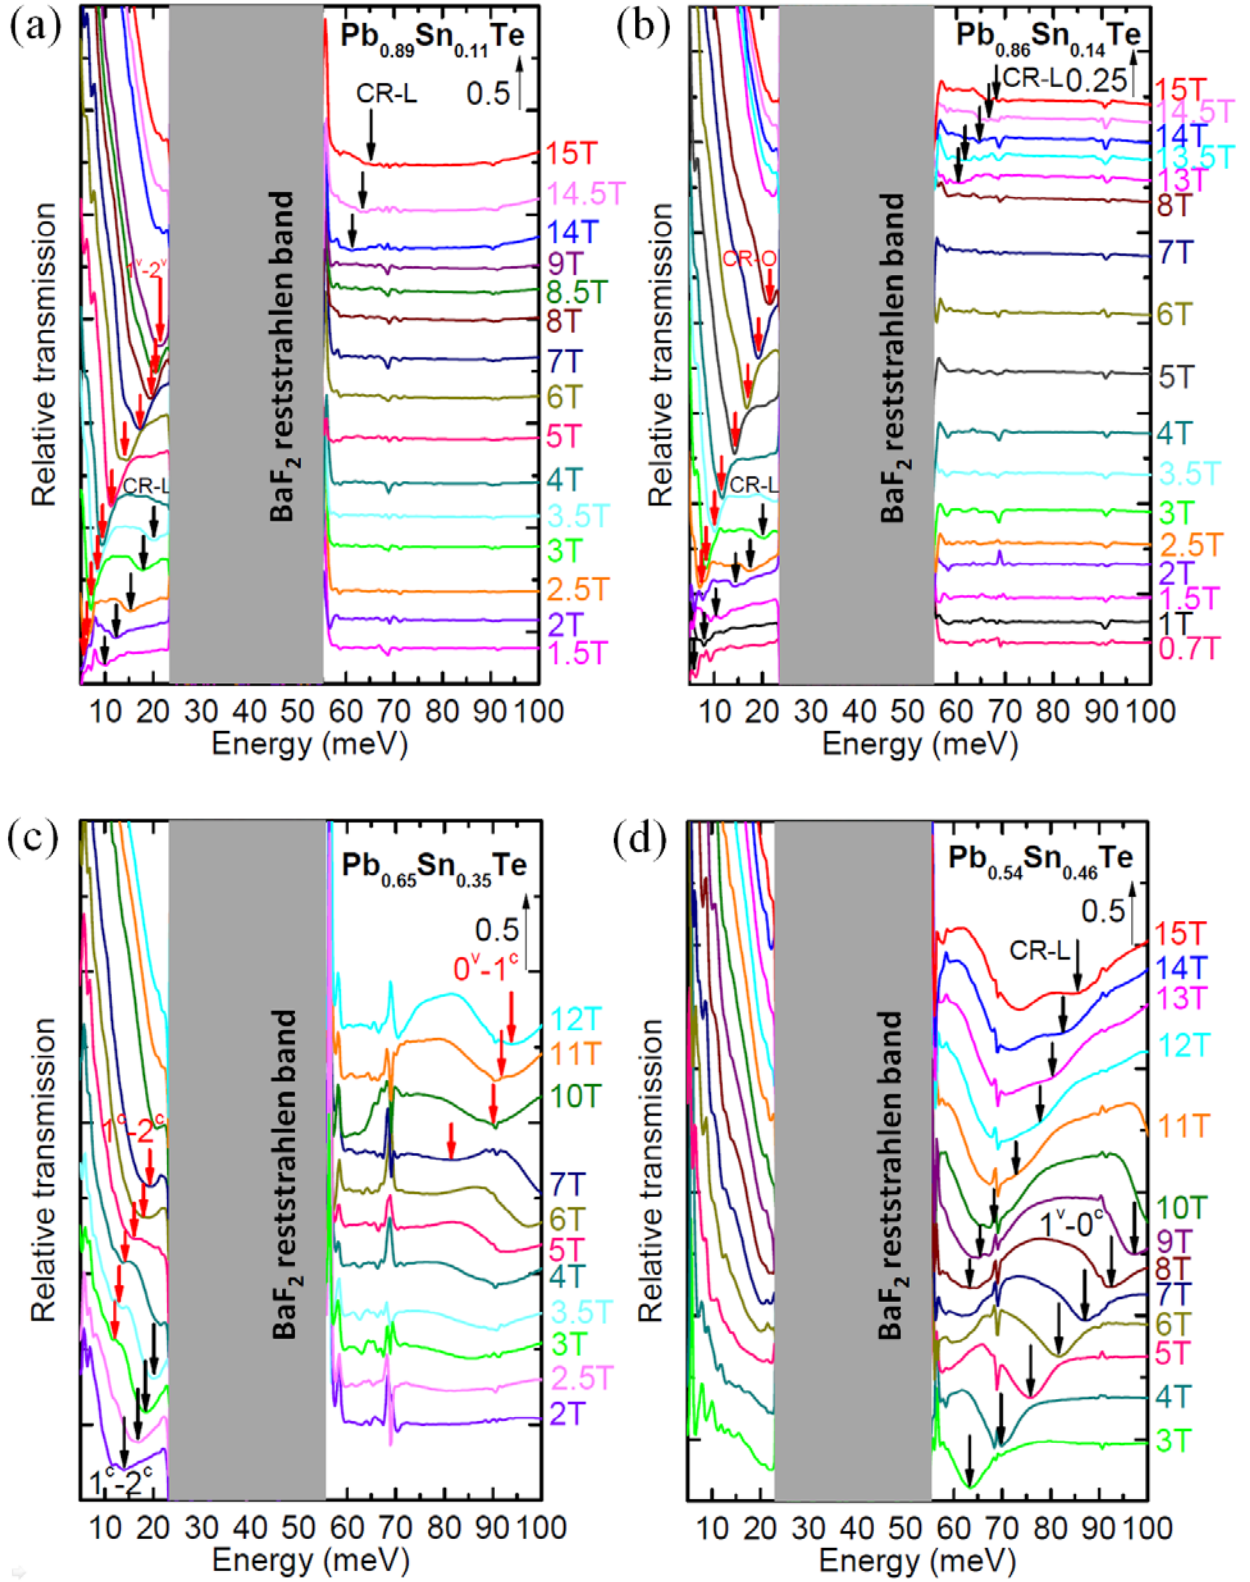 (a)
Pb0.89Sn0.11Te
CR-L
0.5
15T
14.5T
14T
9T
8.5T
8T
7T
6T
5T
4T
3.5T
3T
2.5T
2T
1.5T
1v-2v
CR-L
BaF2 reststrahlen band
Relative transmission
10 20 30 40 50 60 70 80 90 100
Energy (meV)
(b)
Pb0.86Sn0.14Te
CR-L 0.25
15T
14.5T
14T
13.5T
13T
8T
7T
6T
5T
4T
3.5T
3T
2.5T
2T
1.5T
1T
0.7T
CR-O
CR-L
BaF2 reststrahlen band
Relative transmission
10 20 30 40 50 60 70 80 90 100
Energy (meV)
(c)
Pb0.65Sn0.35Te
0.5
0v-1c
12T
11T
10T
7T
6T
5T
4T
3.5T
3T
2.5T
2T
1c-2c
1c-2c
BaF2 reststrahlen band
Relative transmission
10 20 30 40 50 60 70 80 90 100
Energy (meV)
(d)
Pb0.54Sn0.46Te
0.5
CR-L
15T
14T
13T
12T
11T
10T
9T
8T
7T
6T
5T
4T
3T
1v-0c
BaF2 reststrahlen band
Relative transmission
10 20 30 40 50 60 70 80 90 100
Energy (meV)